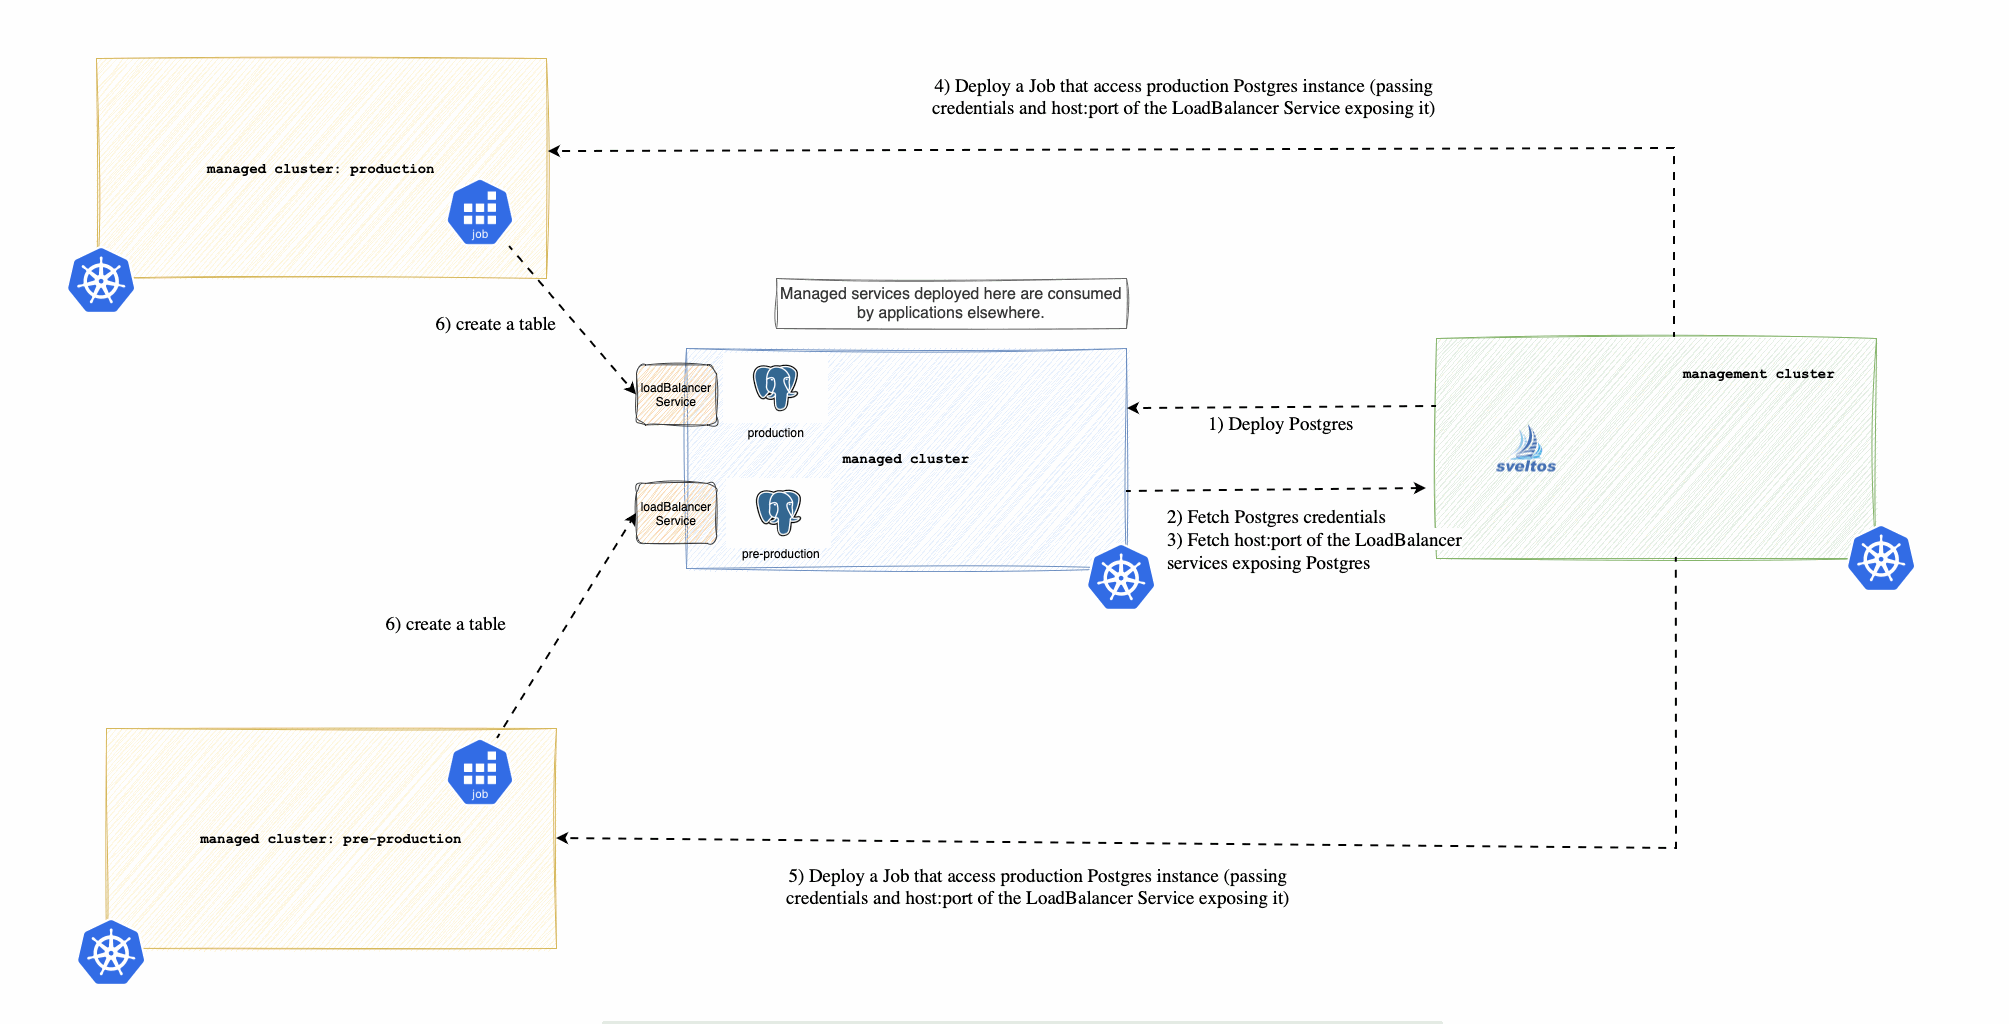 4) Deploy a Job that access production Postgres instance (passing
credentials and host:port of the LoadBalancer Service exposing it)
managed cluster: production
job
6) create a table
Managed services deployed here are consumed
by applications elsewhere.
management cluster
loadBalancer
Service
production
1) Deploy Postgres
managed cluster
sveltos
loadBalancer
Service
pre-production
2) Fetch Postgres credentials
3) Fetch host:port of the LoadBalancer
services exposing Postgres
6) create a table
job
managed cluster: pre-production
5) Deploy a Job that access production Postgres instance (passing
credentials and host:port of the LoadBalancer Service exposing it)